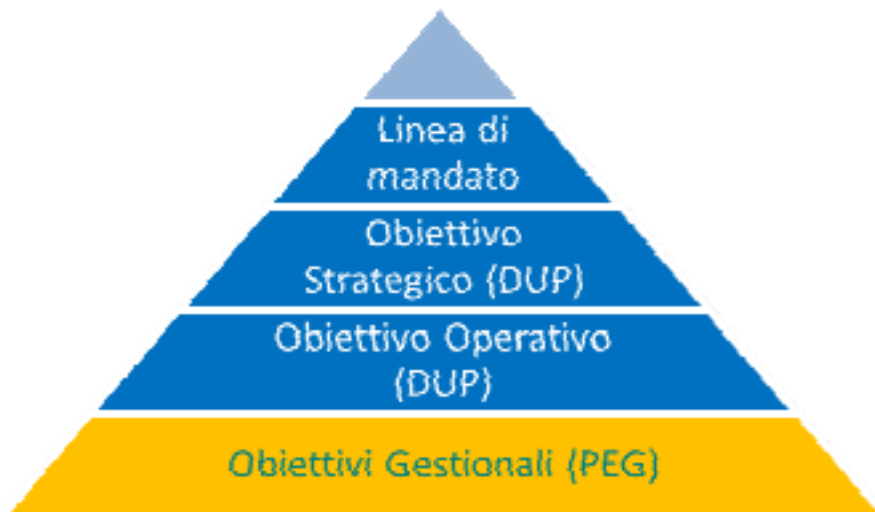 Linea di
mandato
Obiettivo
Strategico (DUP)
Obiettivo Operativo
(DUP)
Obiettivi Gestionali (PEG)